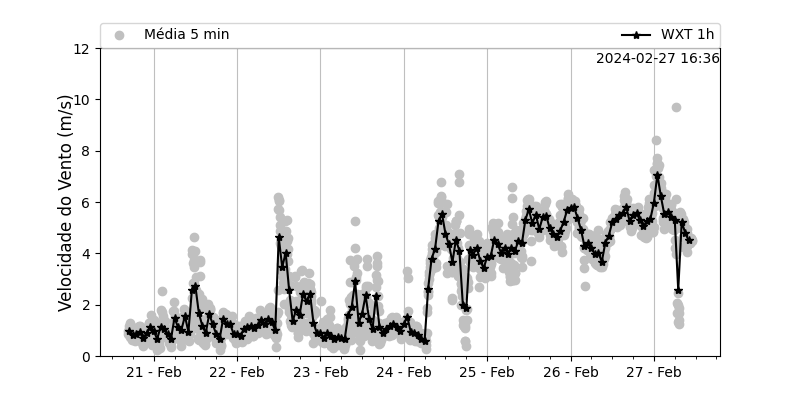 Média 5 min
WXT 1h
2024-02-27 16:36
Velocidade do Vento (m/s)
12
10
8
6
4
2
0
21 - Feb
22 - Feb
23 - Feb
24 - Feb
25 - Feb
26 - Feb
27 - Feb